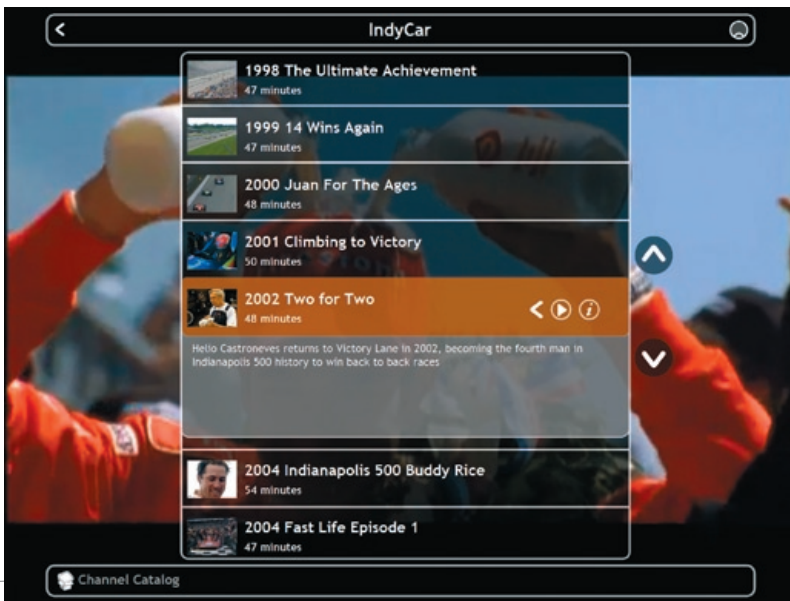 IndyCar
1998 The Ultimate Achievement
47 minutes
1999 14 Wins Again
47 minutes
2000 Juan For The Ages
48 minutes
2001 Climbing to Victory
50 minutes
2002 Two for Two
48 minutes
Helio Castroneves returns to Victory Lane in 2002, becoming the fourth man in
Indianapolis 500 history to win back to back races
2004 Indianapolis 500 Buddy Rice
54 minutes
2004 Fast Life Episode 1
47 minutes
Channel Catalog